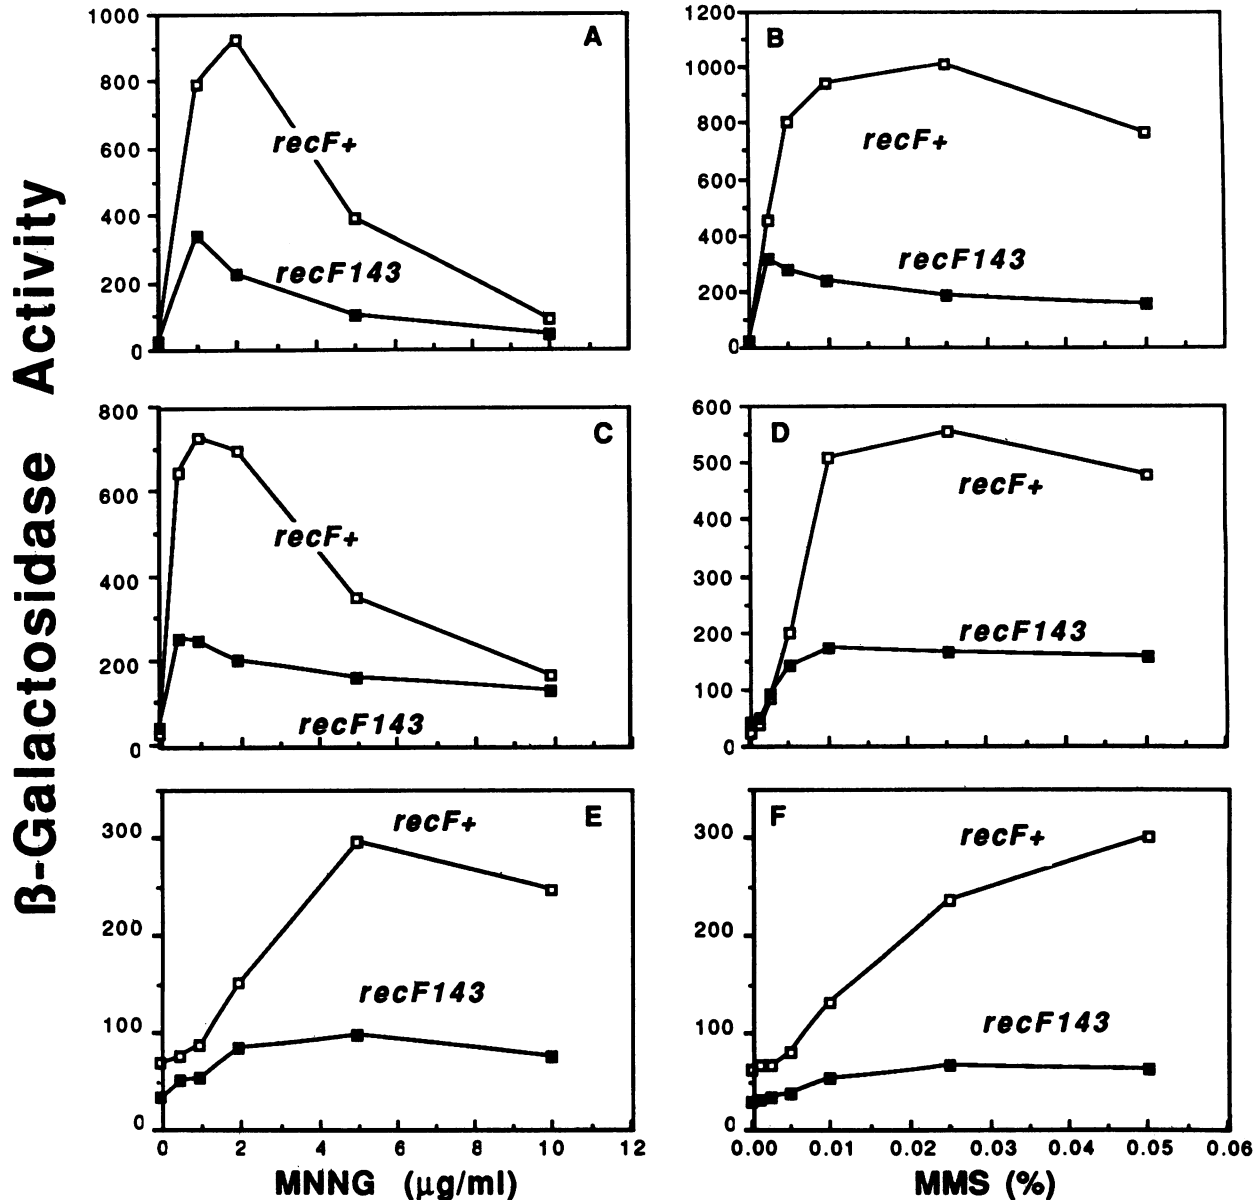 ß-Galactosidase Activity
1000
800
600
400
200
0
A
recF+
recF143
1200
1000
800
600
400
200
0
B
recF+
recF143
800
600
400
200
0
C
recF+
recF143
600
500
400
300
200
100
0
D
recF+
recF143
300
200
100
0
E
recF+
recF143
0 2 4 6 8 10 12
MNNG (µg/ml)
300
200
100
0
F
recF+
recF143
0.00 0.01 0.02 0.03 0.04 0.05 0.06
MMS (%)